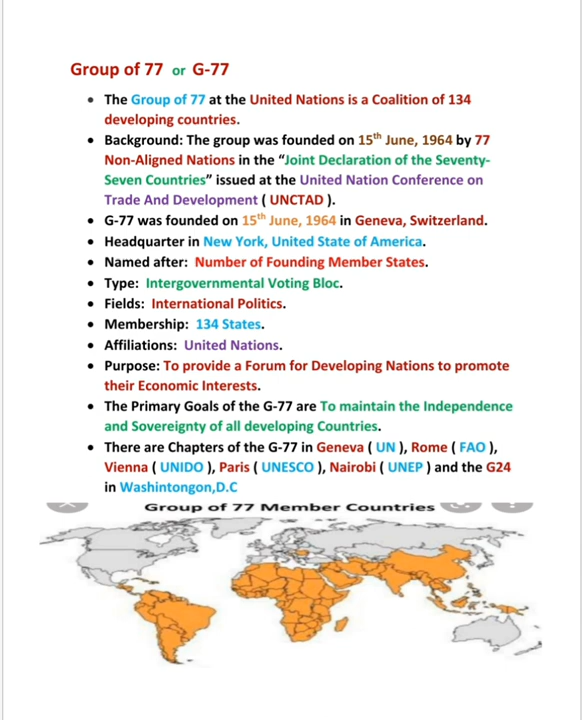 Group of 77 or G-77
• The Group of 77 at the United Nations is a Coalition of 134
developing countries.
• Background: The group was founded on 15th June, 1964 by 77
Non-Aligned Nations in the “Joint Declaration of the Seventy-
Seven Countries” issued at the United Nation Conference on
Trade And Development ( UNCTAD ).
• G-77 was founded on 15th June, 1964 in Geneva, Switzerland.
• Headquarter in New York, United State of America.
• Named after: Number of Founding Member States.
• Type: Intergovernmental Voting Bloc.
• Fields: International Politics.
• Membership: 134 States.
• Affiliations: United Nations.
• Purpose: To provide a Forum for Developing Nations to promote
their Economic Interests.
• The Primary Goals of the G-77 are To maintain the Independence
and Sovereignty of all developing Countries.
• There are Chapters of the G-77 in Geneva ( UN ), Rome ( FAO ),
Vienna ( UNIDO ), Paris ( UNESCO ), Nairobi ( UNEP ) and the G24
in Washintongon,D.C
Group of 77 Member Countries